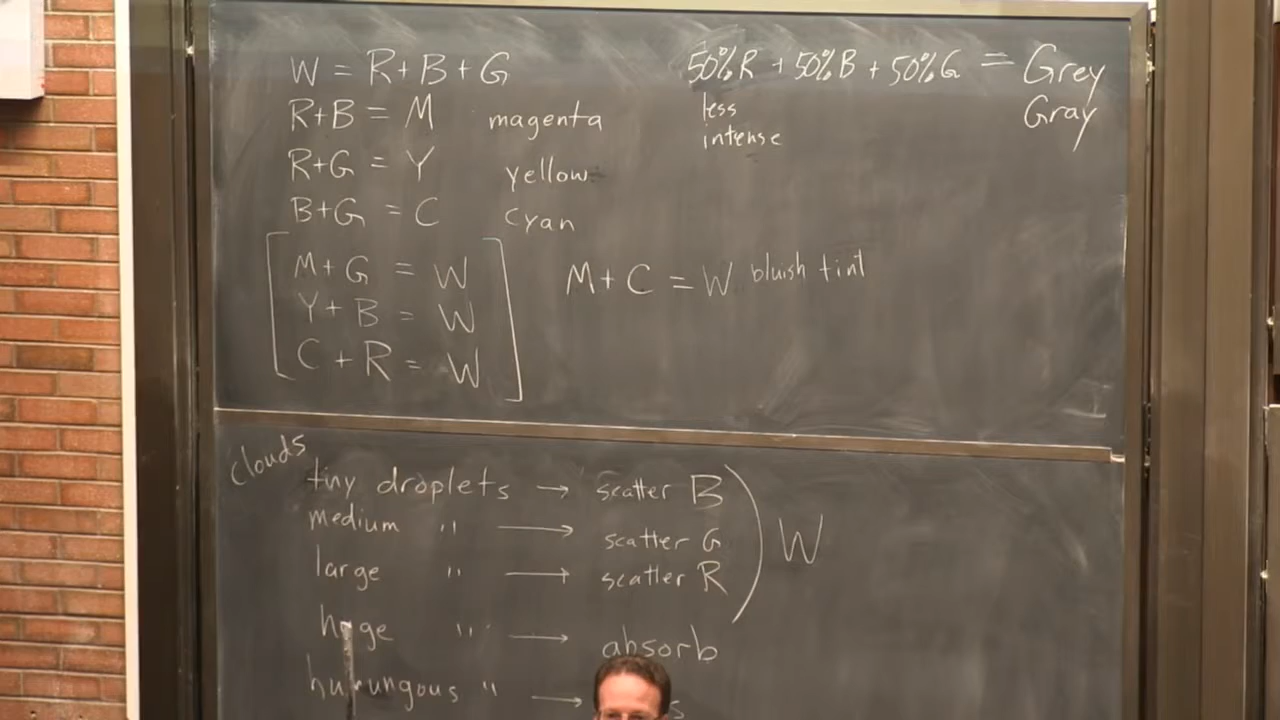 W = R+B+G
R+B = M magenta
R+G = Y yellow
B+G = C cyan
M+G = W
Y+B = W
C+R = W
M+C = W bluish tint
50%R + 50%B + 50%G = Grey
less
intense
Gray
clouds
tiny droplets → scatter B
medium " → scatter G
large " → scatter R
W
huge " → absorb
" →